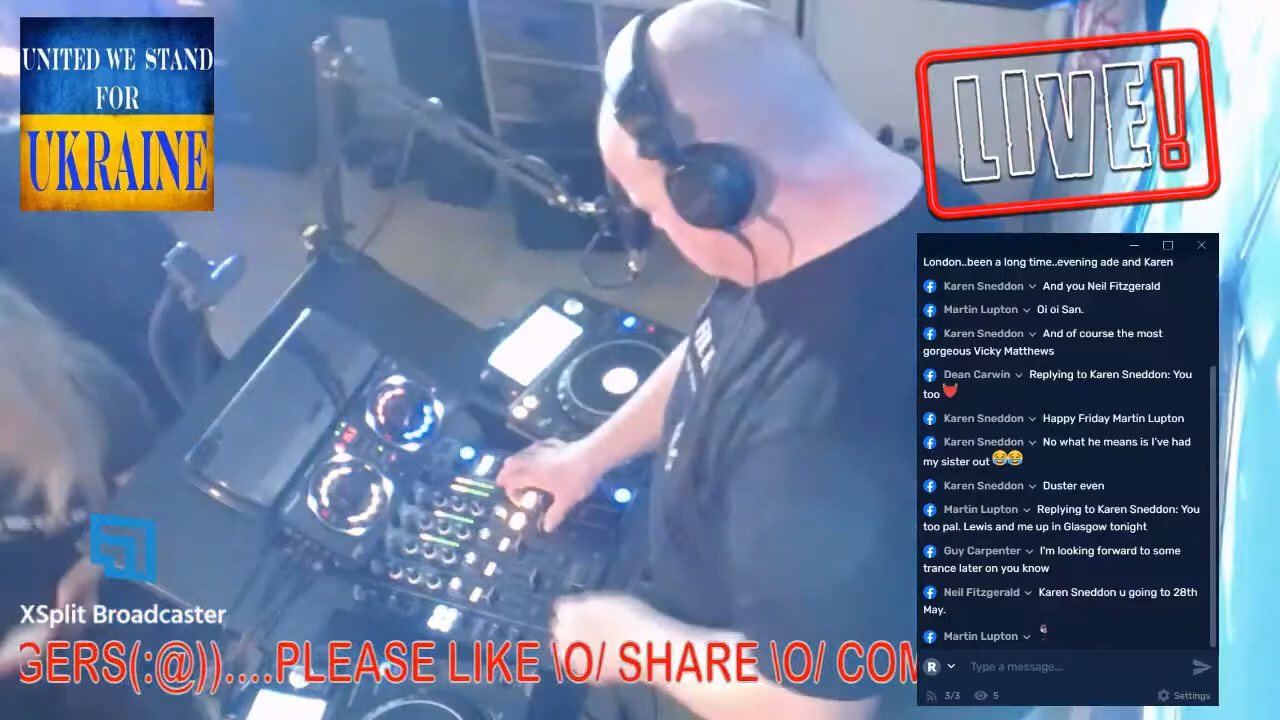 UNITED WE STAND
FOR
UKRAINE
LIVE!
London..been a long time..evening ade and Karen
Karen Sneddon And you Neil Fitzgerald
Martin Lupton Oi oi San.
Karen Sneddon And of course the most
gorgeous Vicky Matthews
Dean Carwin Replying to Karen Sneddon: You
too
Karen Sneddon Happy Friday Martin Lupton
Karen Sneddon No what he means is I've had
my sister out 😂😂
Karen Sneddon Duster even
Martin Lupton Replying to Karen Sneddon: You
too pal. Lewis and me up in Glasgow tonight
Guy Carpenter I'm looking forward to some
trance later on you know
Neil Fitzgerald Karen Sneddon u going to 28th
May.
Martin Lupton
R Type a message...
3/3 5 Settings
XSplit Broadcaster
GERS(:@))....PLEASE LIKE \O/ SHARE \O/ COM